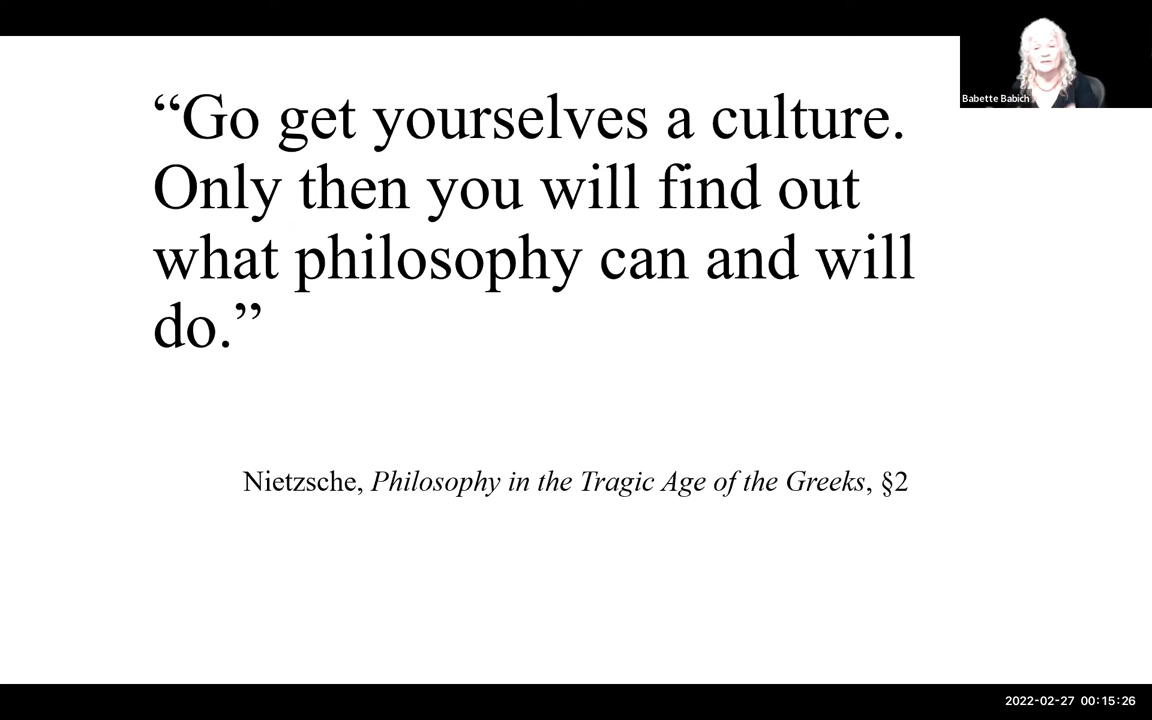 Babette Babich
“Go get yourselves a culture.
Only then you will find out
what philosophy can and will
do.”
Nietzsche, Philosophy in the Tragic Age of the Greeks, §2
2022-02-27 00:15:26